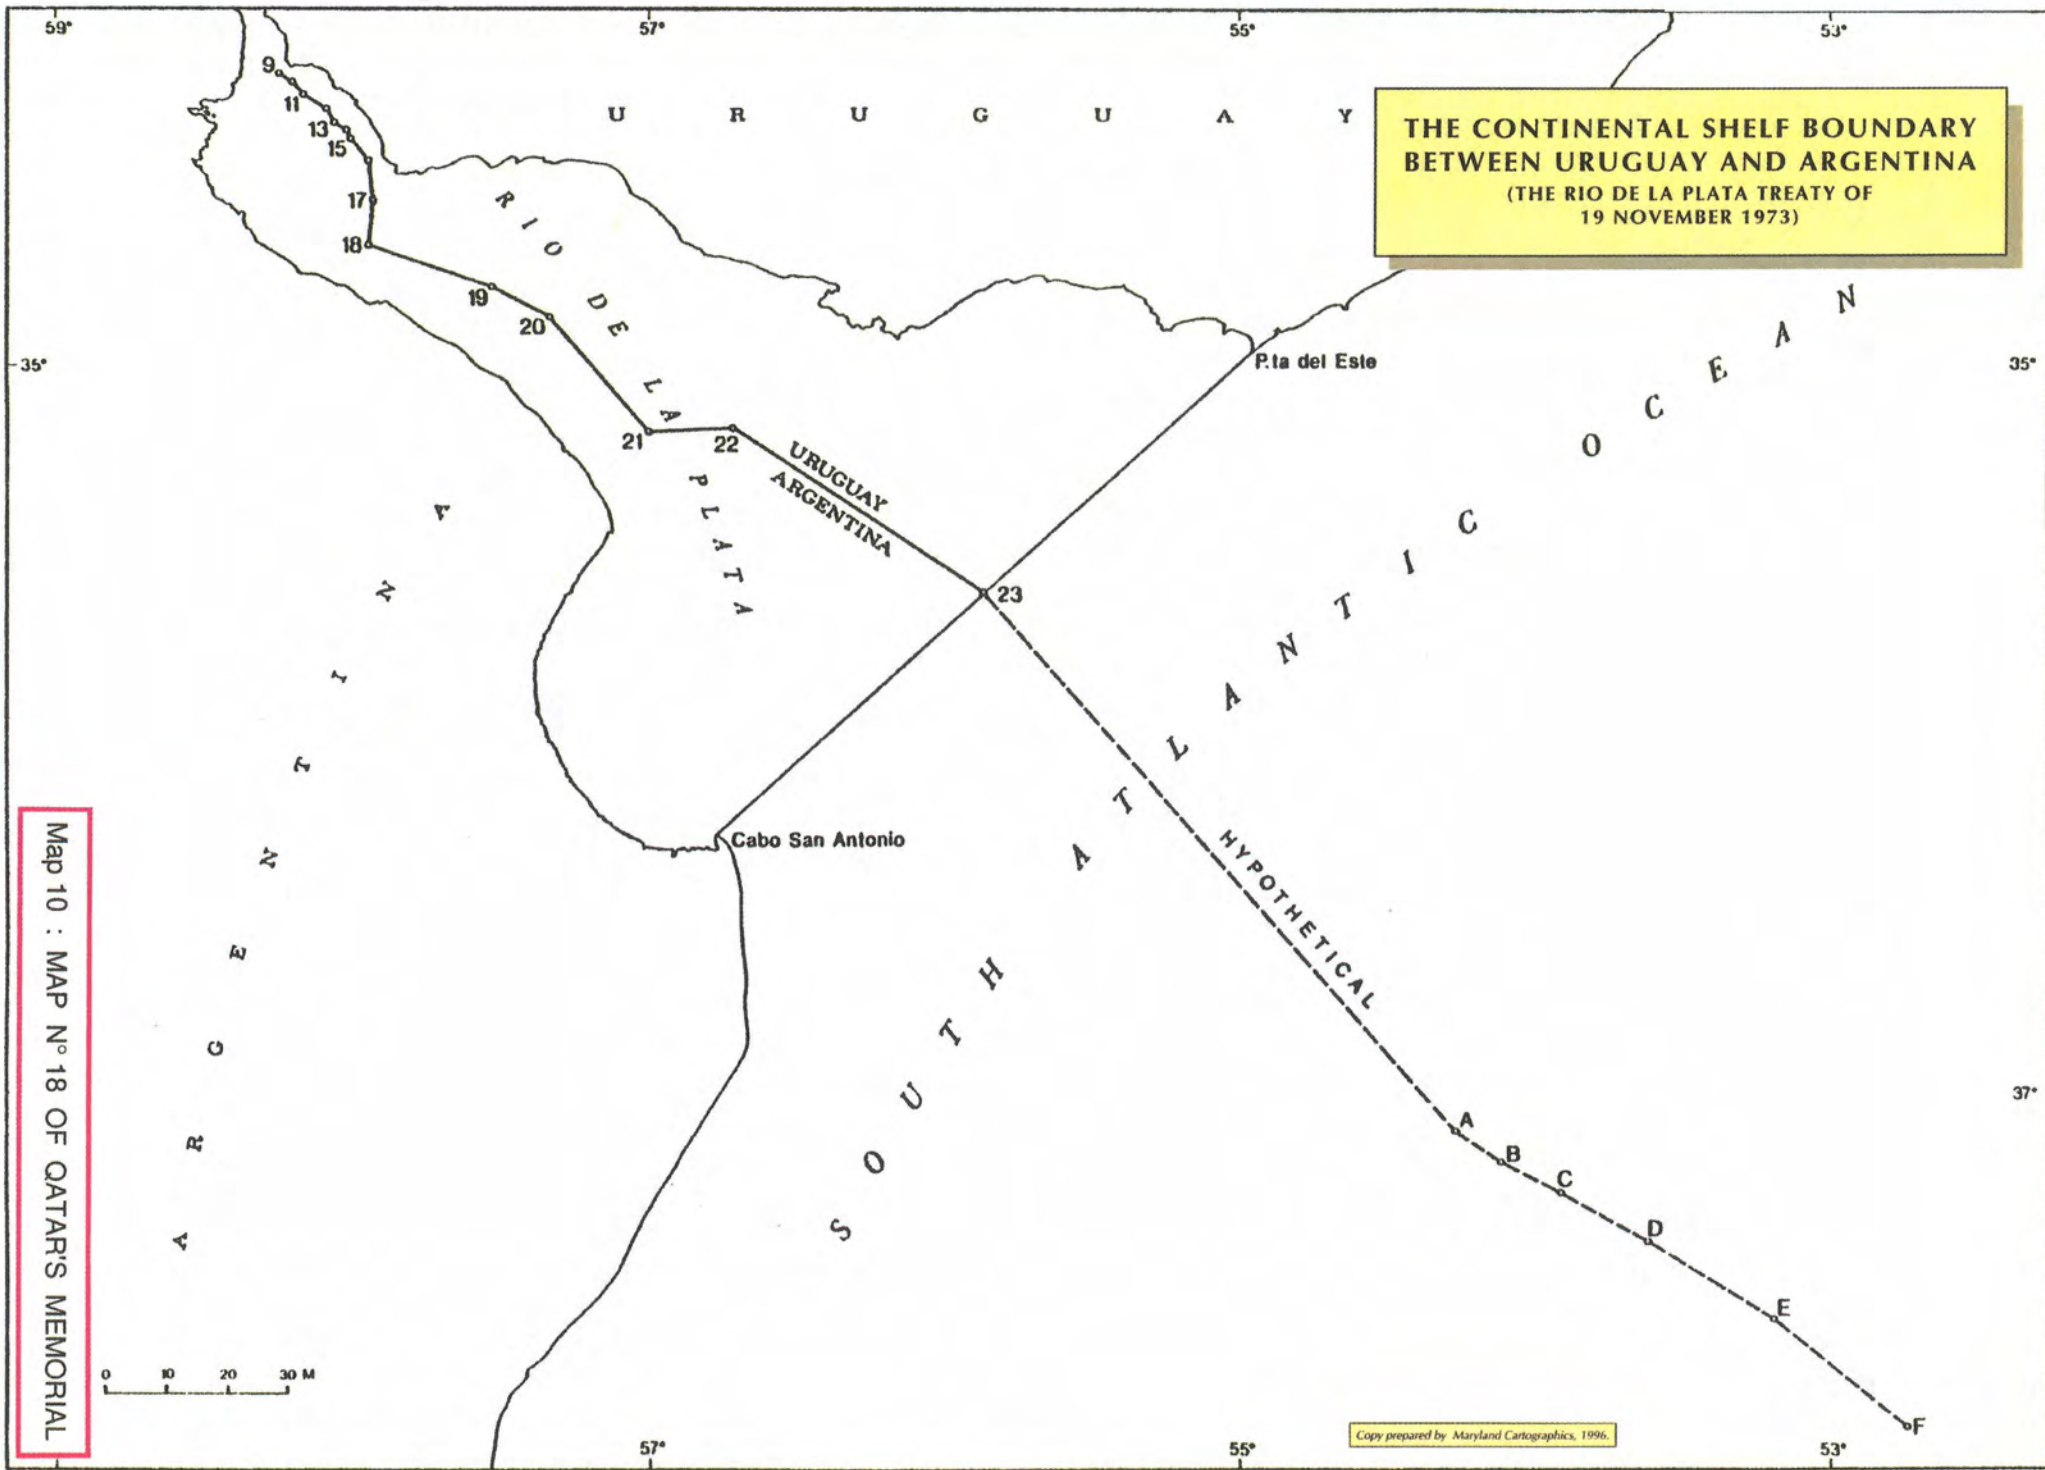 59°
57°
55°
53°
9
11
13
15
17
18
19
20
21
22
23
URUGUAY
THE CONTINENTAL SHELF BOUNDARY
BETWEEN URUGUAY AND ARGENTINA
(THE RIO DE LA PLATA TREATY OF
19 NOVEMBER 1973)
RIO DE LA PLATA
35°
35°
P.ta del Este
URUGUAY
ARGENTINA
SOUTH ATLANTIC OCEAN
ARGENTINA
Cabo San Antonio
HYPOTHETICAL
37°
A
B
C
D
E
F
Map 10 : MAP N° 18 OF QATAR'S MEMORIAL
0 10 20 30 M
Copy prepared by Maryland Cartographics, 1996.
57°
55°
53°